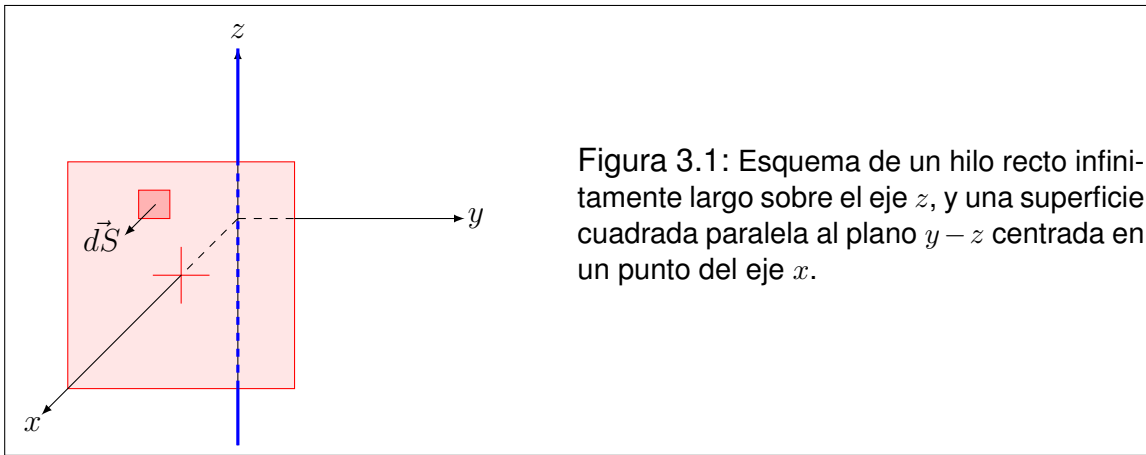 z
Figura 3.1: Esquema de un hilo recto infini-
tamente largo sobre el eje z, y una superficie
cuadrada paralela al plano y − z centrada en
un punto del eje x.
y
d⃗S
x